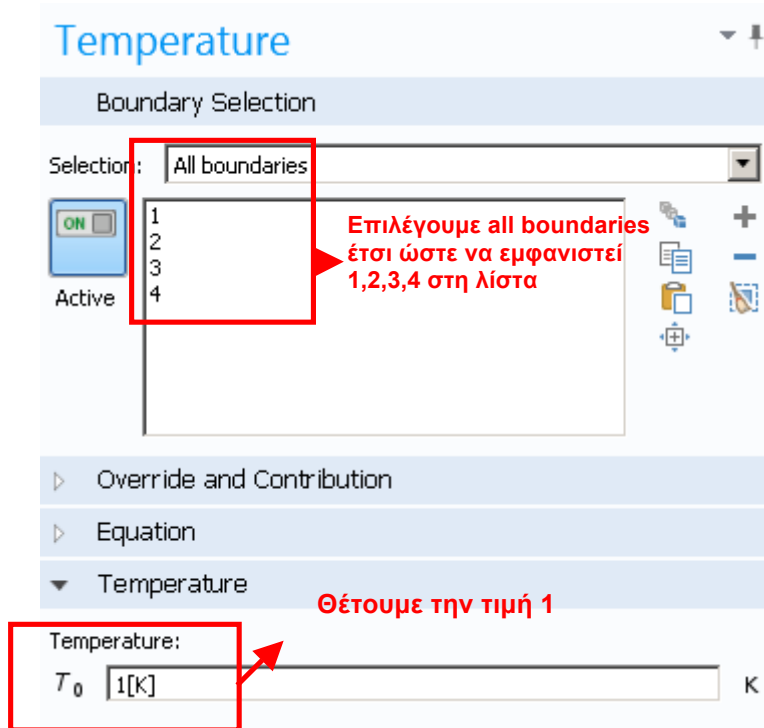 Temperature
Boundary Selection
Selection: All boundaries
ON
1
2
3
4
Active
Επιλέγουμε all boundaries
έτσι ώστε να εμφανιστεί
1,2,3,4 στη λίστα
Override and Contribution
Equation
Temperature
Θέτουμε την τιμή 1
Temperature:
T0 1[K] K